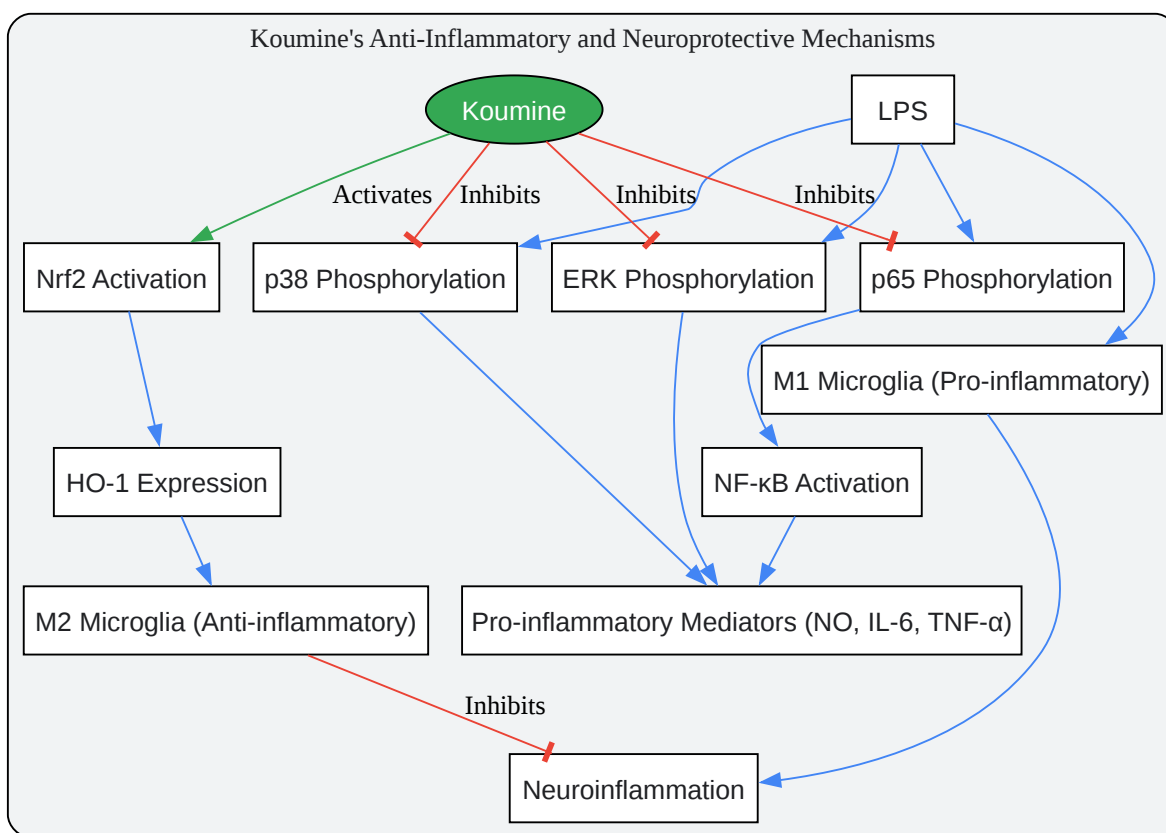 Koumine's Anti-Inflammatory and Neuroprotective Mechanisms
Koumine
LPS
Activates
Inhibits
Inhibits
Inhibits
Nrf2 Activation
p38 Phosphorylation
ERK Phosphorylation
p65 Phosphorylation
M1 Microglia (Pro-inflammatory)
HO-1 Expression
NF-κB Activation
M2 Microglia (Anti-inflammatory)
Pro-inflammatory Mediators (NO, IL-6, TNF-α)
Inhibits
Neuroinflammation